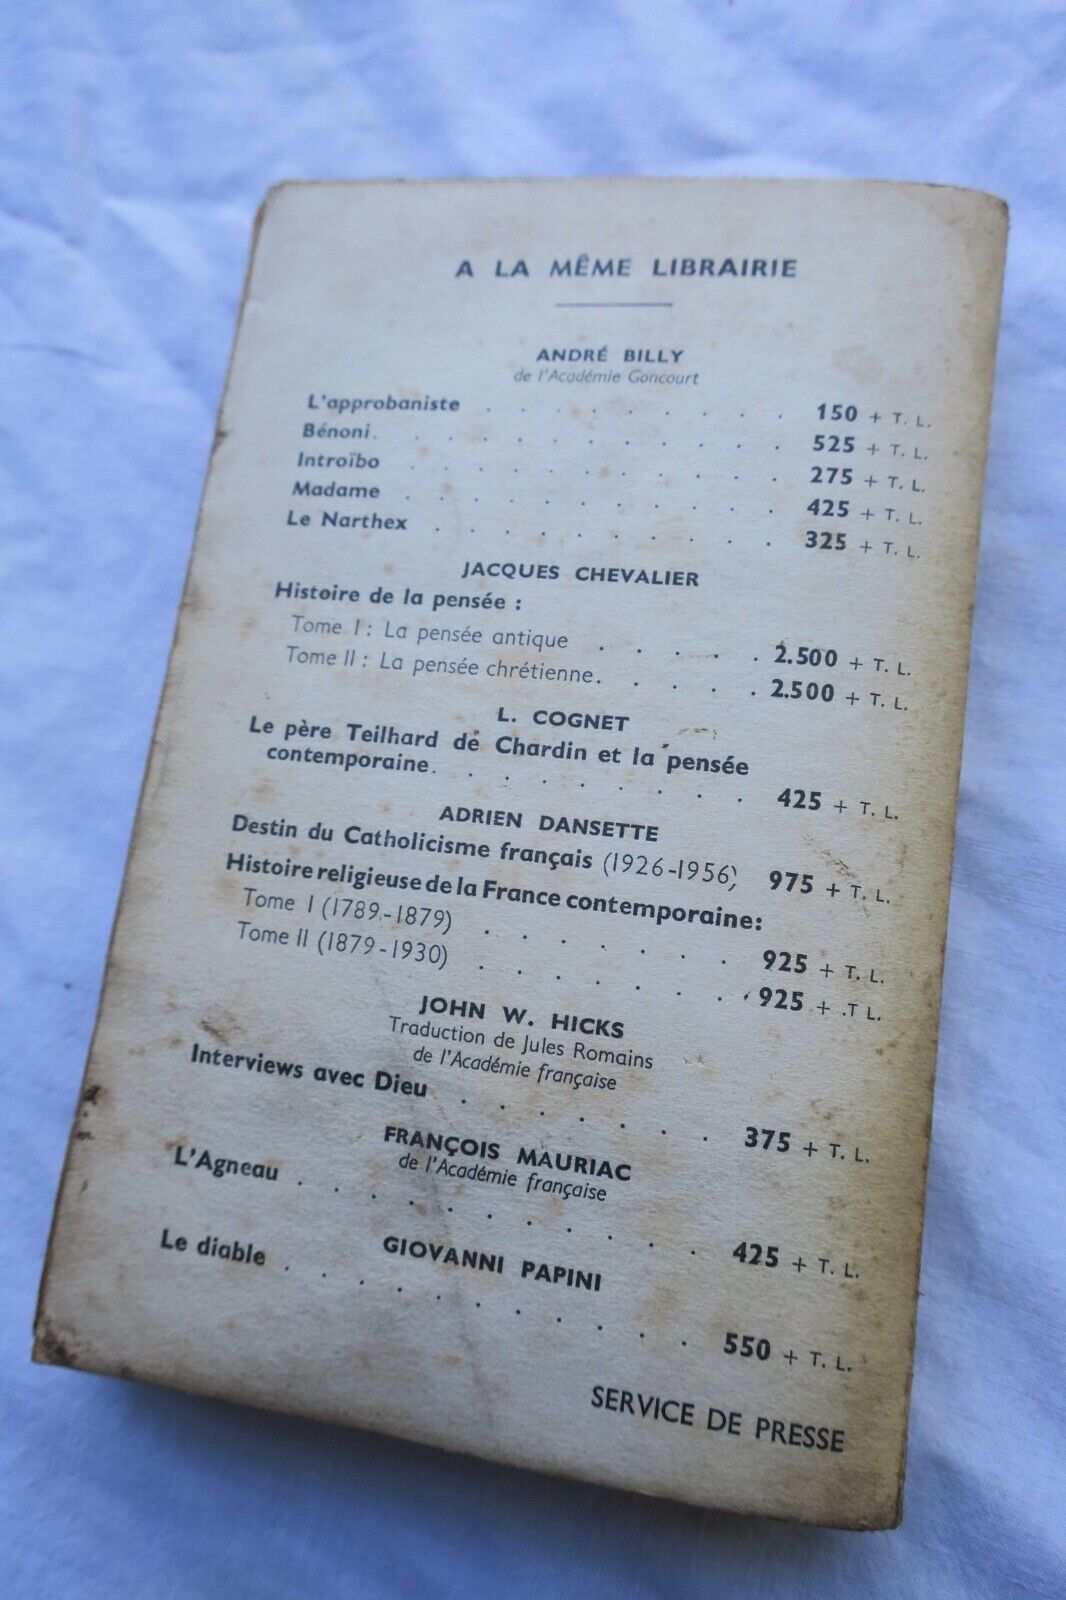 A LA MÊME LIBRAIRIE
ANDRÉ BILLY
de l'Académie Goncourt
L'approbaniste . . . . . . . . . . 150 + T. L.
Bénoni. . . . . . . . . . . . . 525 + T. L.
Introïbo . . . . . . . . . . . . 275 + T. L.
Madame . . . . . . . . . . . . 425 + T. L.
Le Narthex . . . . . . . . . . . 325 + T. L.
JACQUES CHEVALIER
Histoire de la pensée :
Tome I : La pensée antique . . . . . 2.500 + T. L.
Tome II : La pensée chrétienne. . . . . 2.500 + T. L.
L. COGNET
Le père Teilhard de Chardin et la pensée
contemporaine. . . . . . . . . . 425 + T. L.
ADRIEN DANSETTE
Destin du Catholicisme français (1926-1956) 975 + T. L.
Histoire religieuse de la France contemporaine:
Tome I (1789-1879) . . . . . . . . 925 + T. L.
Tome II (1879-1930) . . . . . . . . 925 + .T L.
JOHN W. HICKS
Traduction de Jules Romains
de l'Académie française
Interviews avec Dieu . . . . . . . 375 + T. L.
FRANÇOIS MAURIAC
de l'Académie française
L'Agneau . . . . . . . . . . . 425 + T. L.
GIOVANNI PAPINI
Le diable . . . . . . . . . . . 550 + T. L.
SERVICE DE PRESSE